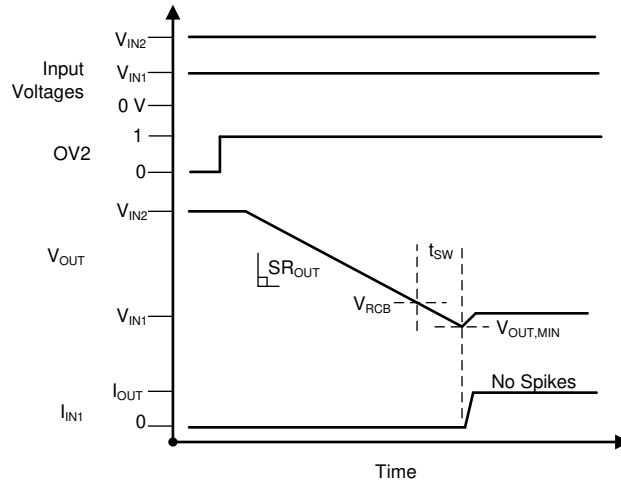 V_IN2
Input
Voltages
V_IN1
0 V
OV2
1
0
V_IN2
V_OUT
SR_OUT
t_SW
V_RCB
V_IN1
V_OUT,MIN
I_OUT
No Spikes
I_IN1
0
Time